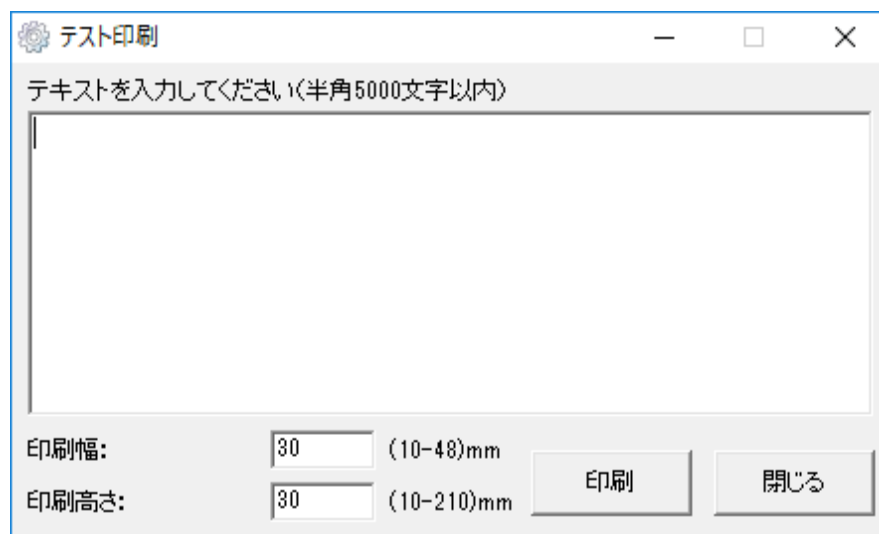 テスト印刷
テキストを入力してください(半角5000文字以内)
印刷幅: 30 (10-48)mm
印刷高さ: 30 (10-210)mm
印刷 閉じる